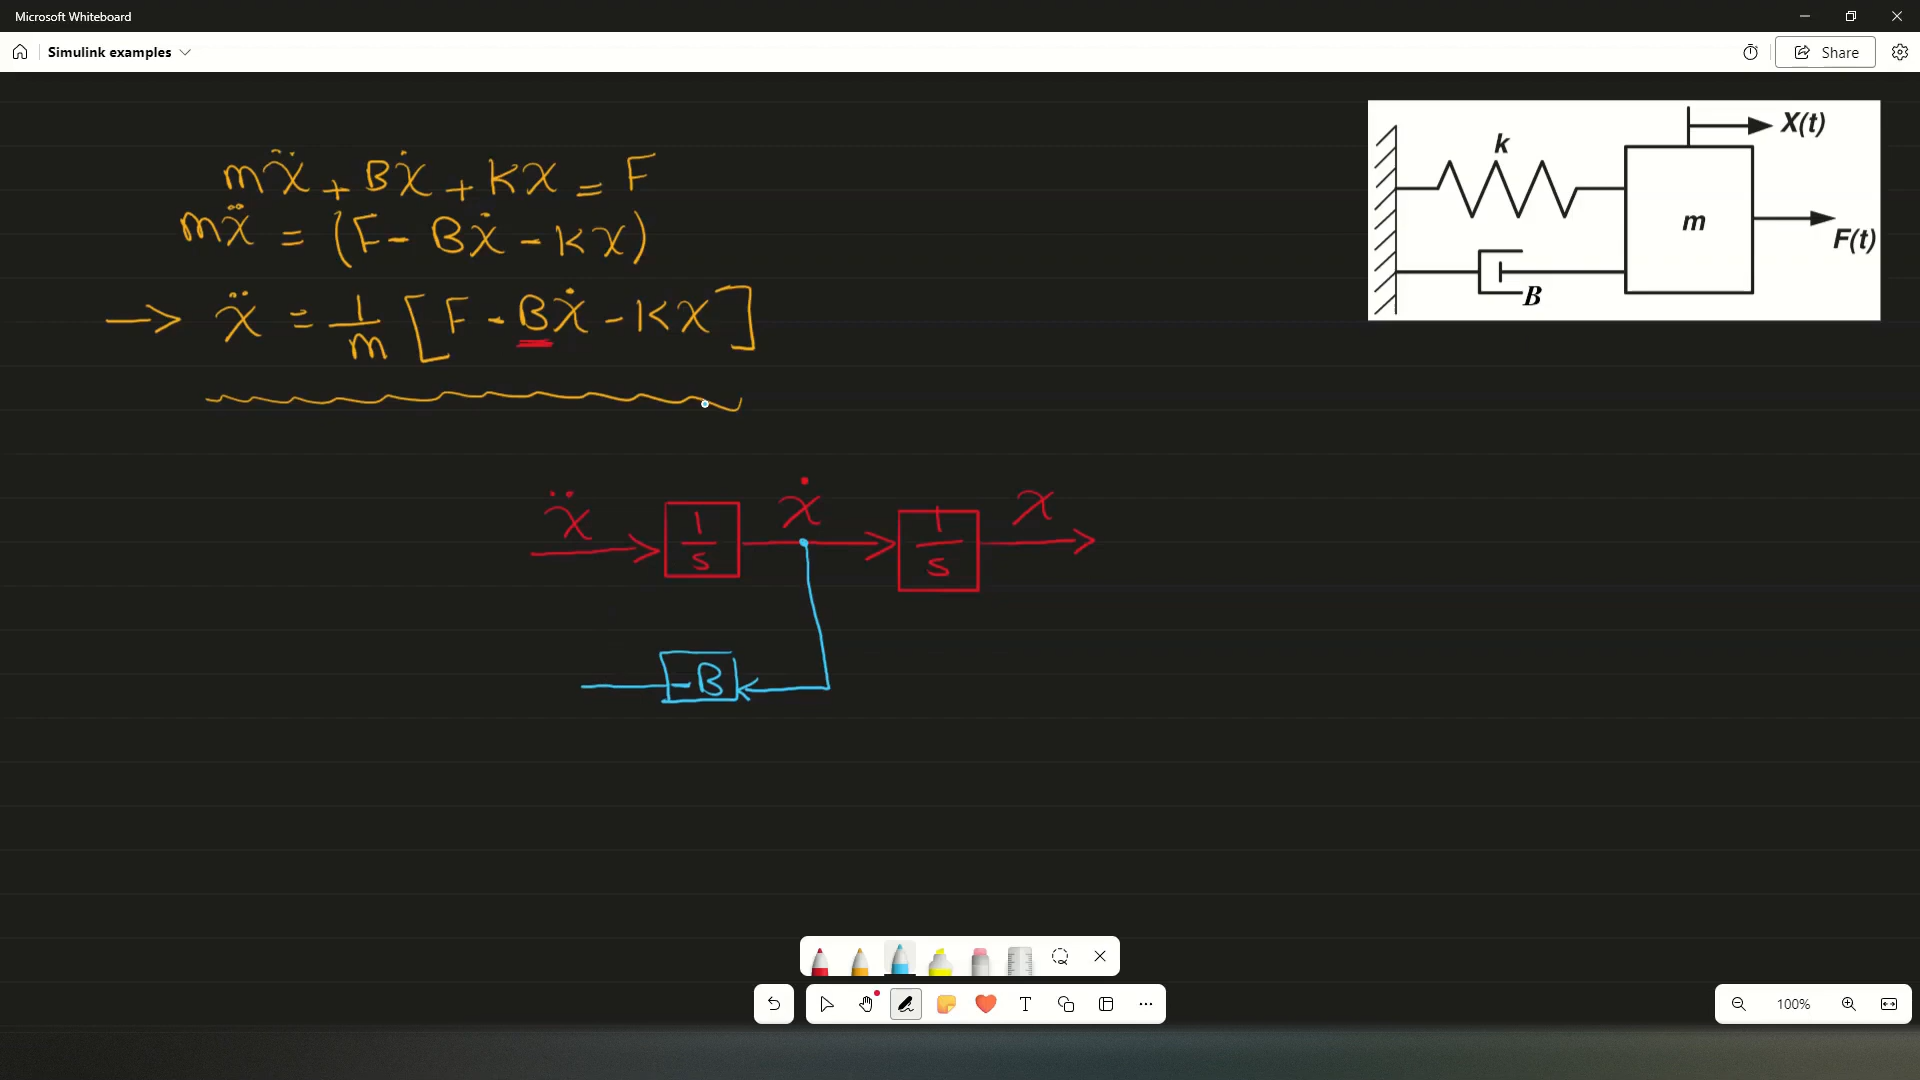 Microsoft Whiteboard
Simulink examples
Share
mẍ + Bẋ + Kx = F
mẍ = (F - Bẋ - Kx)
→ ẍ = 1/m [F - Bẋ - Kx]
k
X(t)
m
F(t)
B
ẍ 1/s ẋ 1/s x
-B
100%